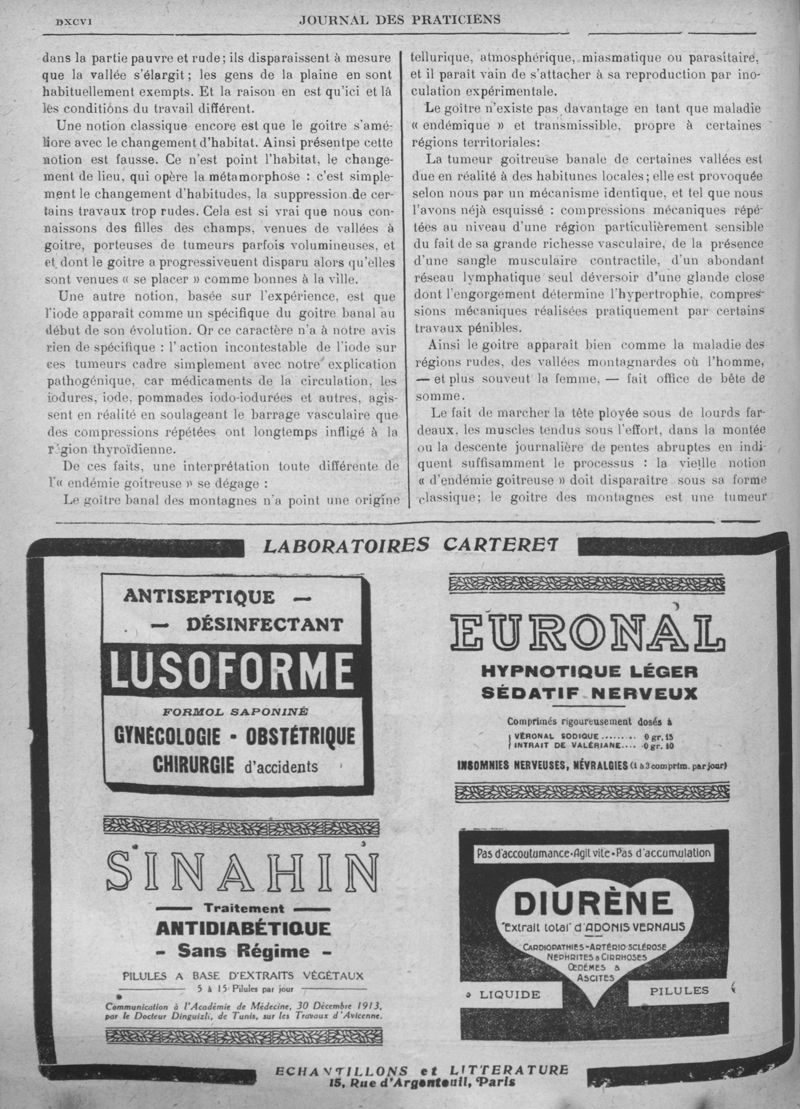 DXCVI
JOURNAL DES PRATICIENS
dans la partie pauvre et rude; ils disparaissent à mesure
que la vallée s'élargit; les gens de la plaine en sont
habituellement exempts. Et la raison en est qu'ici et là
les conditions du travail diffèrent.
Une notion classique encore est que le goitre s'amé-
liore avec le changement d'habitat. Ainsi présentpe cette
notion est fausse. Ce n'est point l'habitat, le change-
ment de lieu, qui opère la métamorphose : c'est simple-
ment le changement d'habitudes, la suppression de cer-
tains travaux trop rudes. Cela est si vrai que nous con-
naissons des filles des champs, venues de vallées à
goitre, porteuses de tumeurs parfois volumineuses, et
et dont le goitre a progressiveuent disparu alors qu'elles
sont venues « se placer » comme bonnes à la ville.
Une autre notion, basée sur l'expérience, est que
l'iode apparaît comme un spécifique du goitre banal au
début de son évolution. Or ce caractère n'a à notre avis
rien de spécifique : l'action incontestable de l'iode sur
ces tumeurs cadre simplement avec notre explication
pathogénique, car médicaments de la circulation, les
iodures, iode, pommades iodo-iodurées et autres, agis-
sent en réalité en soulageant le barrage vasculaire que
des compressions répétées ont longtemps infligé à la
région thyroïdienne.
De ces faits, une interprétation toute différente de
l'« endémie goitreuse » se dégage :
Le goitre banal des montagnes n'a point une origine
tellurique, atmosphérique, miasmatique ou parasitaire,
et il paraît vain de s'attacher à sa reproduction par ino-
culation expérimentale.
Le goitre n'existe pas davantage en tant que maladie
« endémique » et transmissible, propre à certaines
régions territoriales:
La tumeur goitreuse banale de certaines vallées est
due en réalité à des habitunes locales; elle est provoquée
selon nous par un mécanisme identique, et tel que nous
l'avons néjà esquissé : compressions mécaniques répé-
tées au niveau d'une région particulièrement sensible
du fait de sa grande richesse vasculaire, de la présence
d'une sangle musculaire contractile, d'un abondant
réseau lymphatique seul déversoir d'une glande close
dont l'engorgement détermine l'hypertrophie, compres-
sions mécaniques réalisées pratiquement par certains
travaux pénibles.
Ainsi le goitre apparaît bien comme la maladie des
régions rudes, des vallées montagnardes où l'homme,
— et plus souvent la femme, — fait office de bête de
somme.
Le fait de marcher la tête ployée sous de lourds far-
deaux, les muscles tendus sous l'effort, dans la montée
ou la descente journalière de pentes abruptes en indi-
quent suffisamment le processus : la vieille notion
« d'endémie goitreuse » doit disparaître sous sa forme
classique; le goitre des montagnes est une tumeur
LABORATOIRES CARTERET
ANTISEPTIQUE —
— DÉSINFECTANT
LUSOFORME
FORMOL SAPONINÉ
GYNÉCOLOGIE - OBSTÉTRIQUE
CHIRURGIE d'accidents
EURONAL
HYPNOTIQUE LÉGER
SÉDATIF NERVEUX
Comprimés rigoureusement dosés à
VÉRONAL SODIQUE........ 0 gr. 15
INTRAIT DE VALÉRIANE.... 0 gr. 10
INSOMNIES NERVEUSES, NÉVRALGIES (1 à 3 comprim. par jour)
SINAHIN
Traitement
ANTIDIABÉTIQUE
- Sans Régime -
PILULES A BASE D'EXTRAITS VÉGÉTAUX
5 à 15 Pilules par jour
Communication à l'Académie de Médecine, 30 Décembre 1913,
par le Docteur Dinguizli, de Tunis, sur les Travaux d'Avicenne.
Pas d'accoutumance-Agit vite-Pas d'accumulation
DIURÈNE
"Extrait total" d'ADONIS VERNALIS
CARDIOPATHIES-ARTÉRIO-SCLÉROSE
NÉPHRITES & CIRRHOSES
ŒDÈMES &
ASCITES
LIQUIDE
PILULES
ECHANTILLONS et LITTERATURE
15, Rue d'Argenteuil, Paris